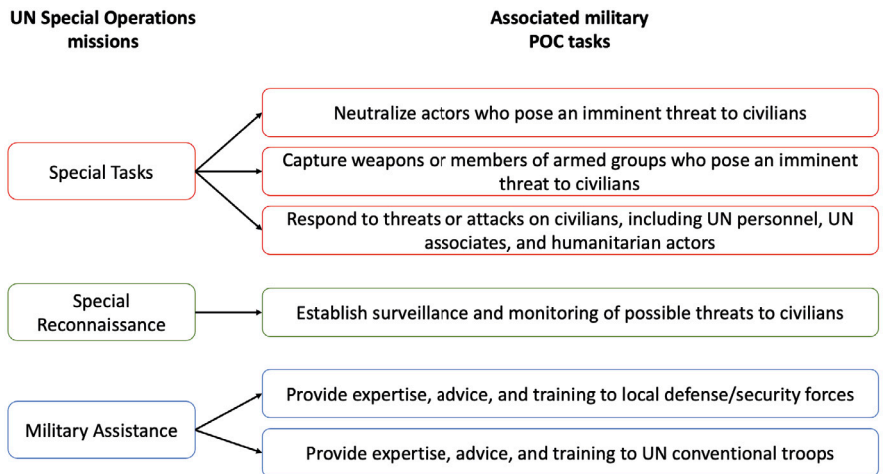 UN Special Operations
missions
Associated military
POC tasks
Special Tasks
Neutralize actors who pose an imminent threat to civilians
Capture weapons or members of armed groups who pose an imminent
threat to civilians
Respond to threats or attacks on civilians, including UN personnel, UN
associates, and humanitarian actors
Special
Reconnaissance
Establish surveillance and monitoring of possible threats to civilians
Military Assistance
Provide expertise, advice, and training to local defense/security forces
Provide expertise, advice, and training to UN conventional troops